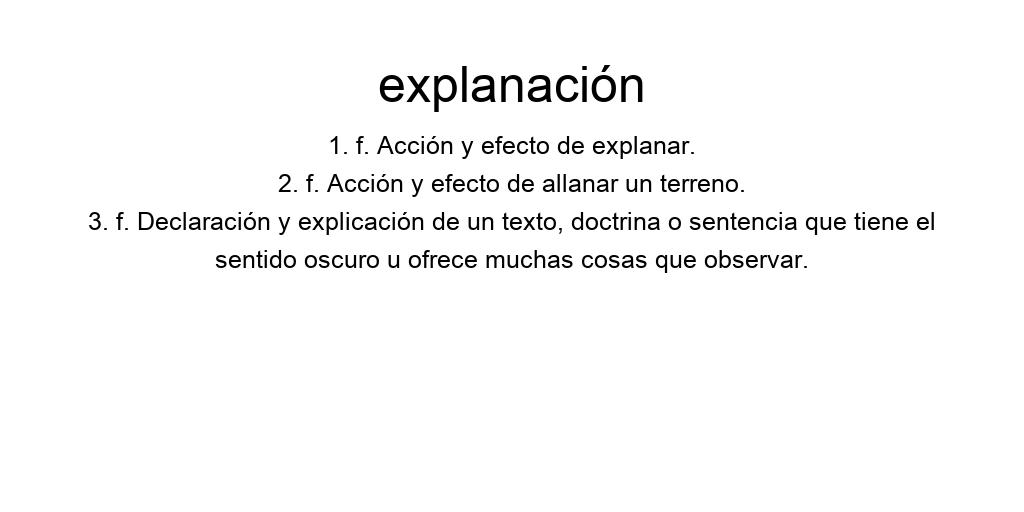 explanación
1. f. Acción y efecto de explanar.
2. f. Acción y efecto de allanar un terreno.
3. f. Declaración y explicación de un texto, doctrina o sentencia que tiene el
sentido oscuro u ofrece muchas cosas que observar.